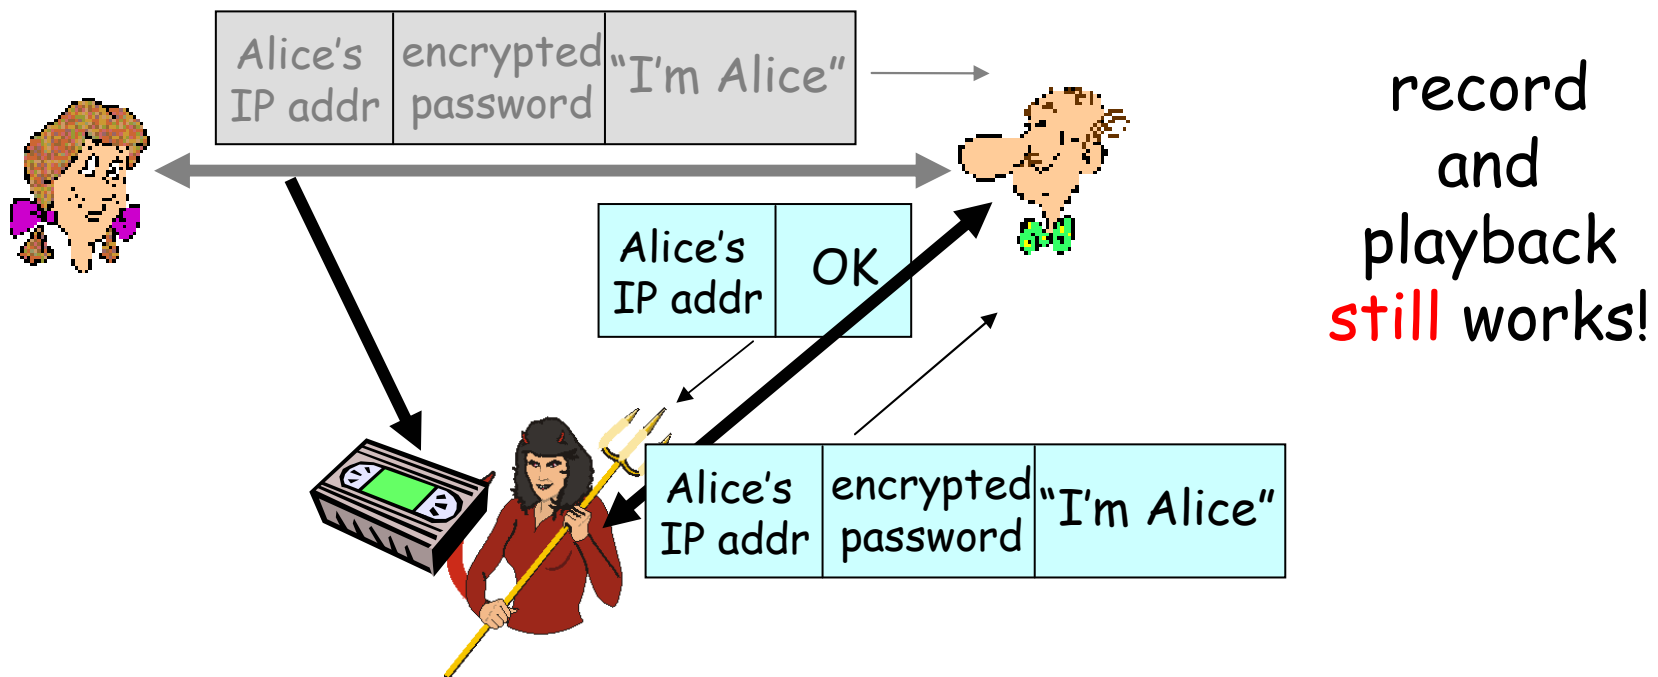 Alice’s
IP addr
encrypted
password
“I’m Alice”
record
and
playback
still works!
Alice’s
IP addr
OK
Alice’s
IP addr
encrypted
password
“I’m Alice”